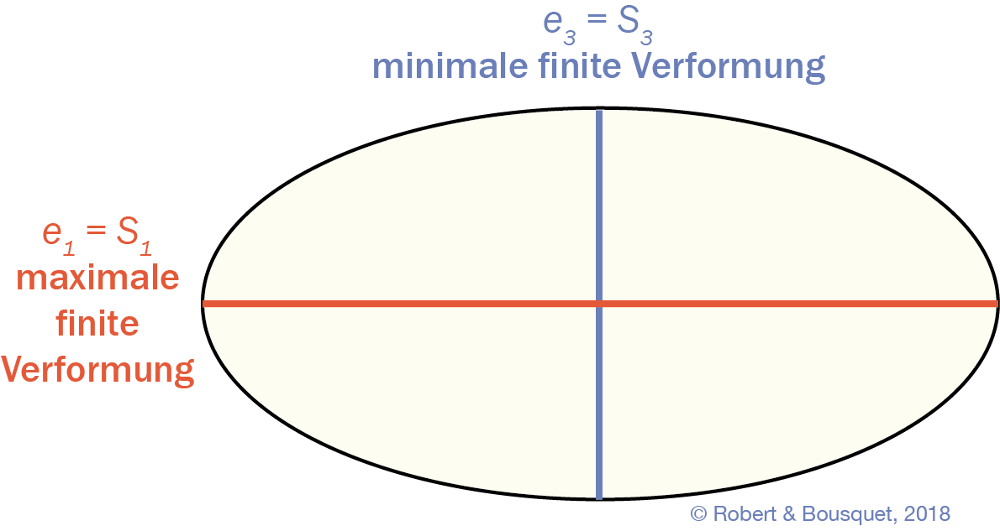 e₃ = S₃
minimale finite Verformung
e₁ = S₁
maximale
finite
Verformung
© Robert & Bousquet, 2018